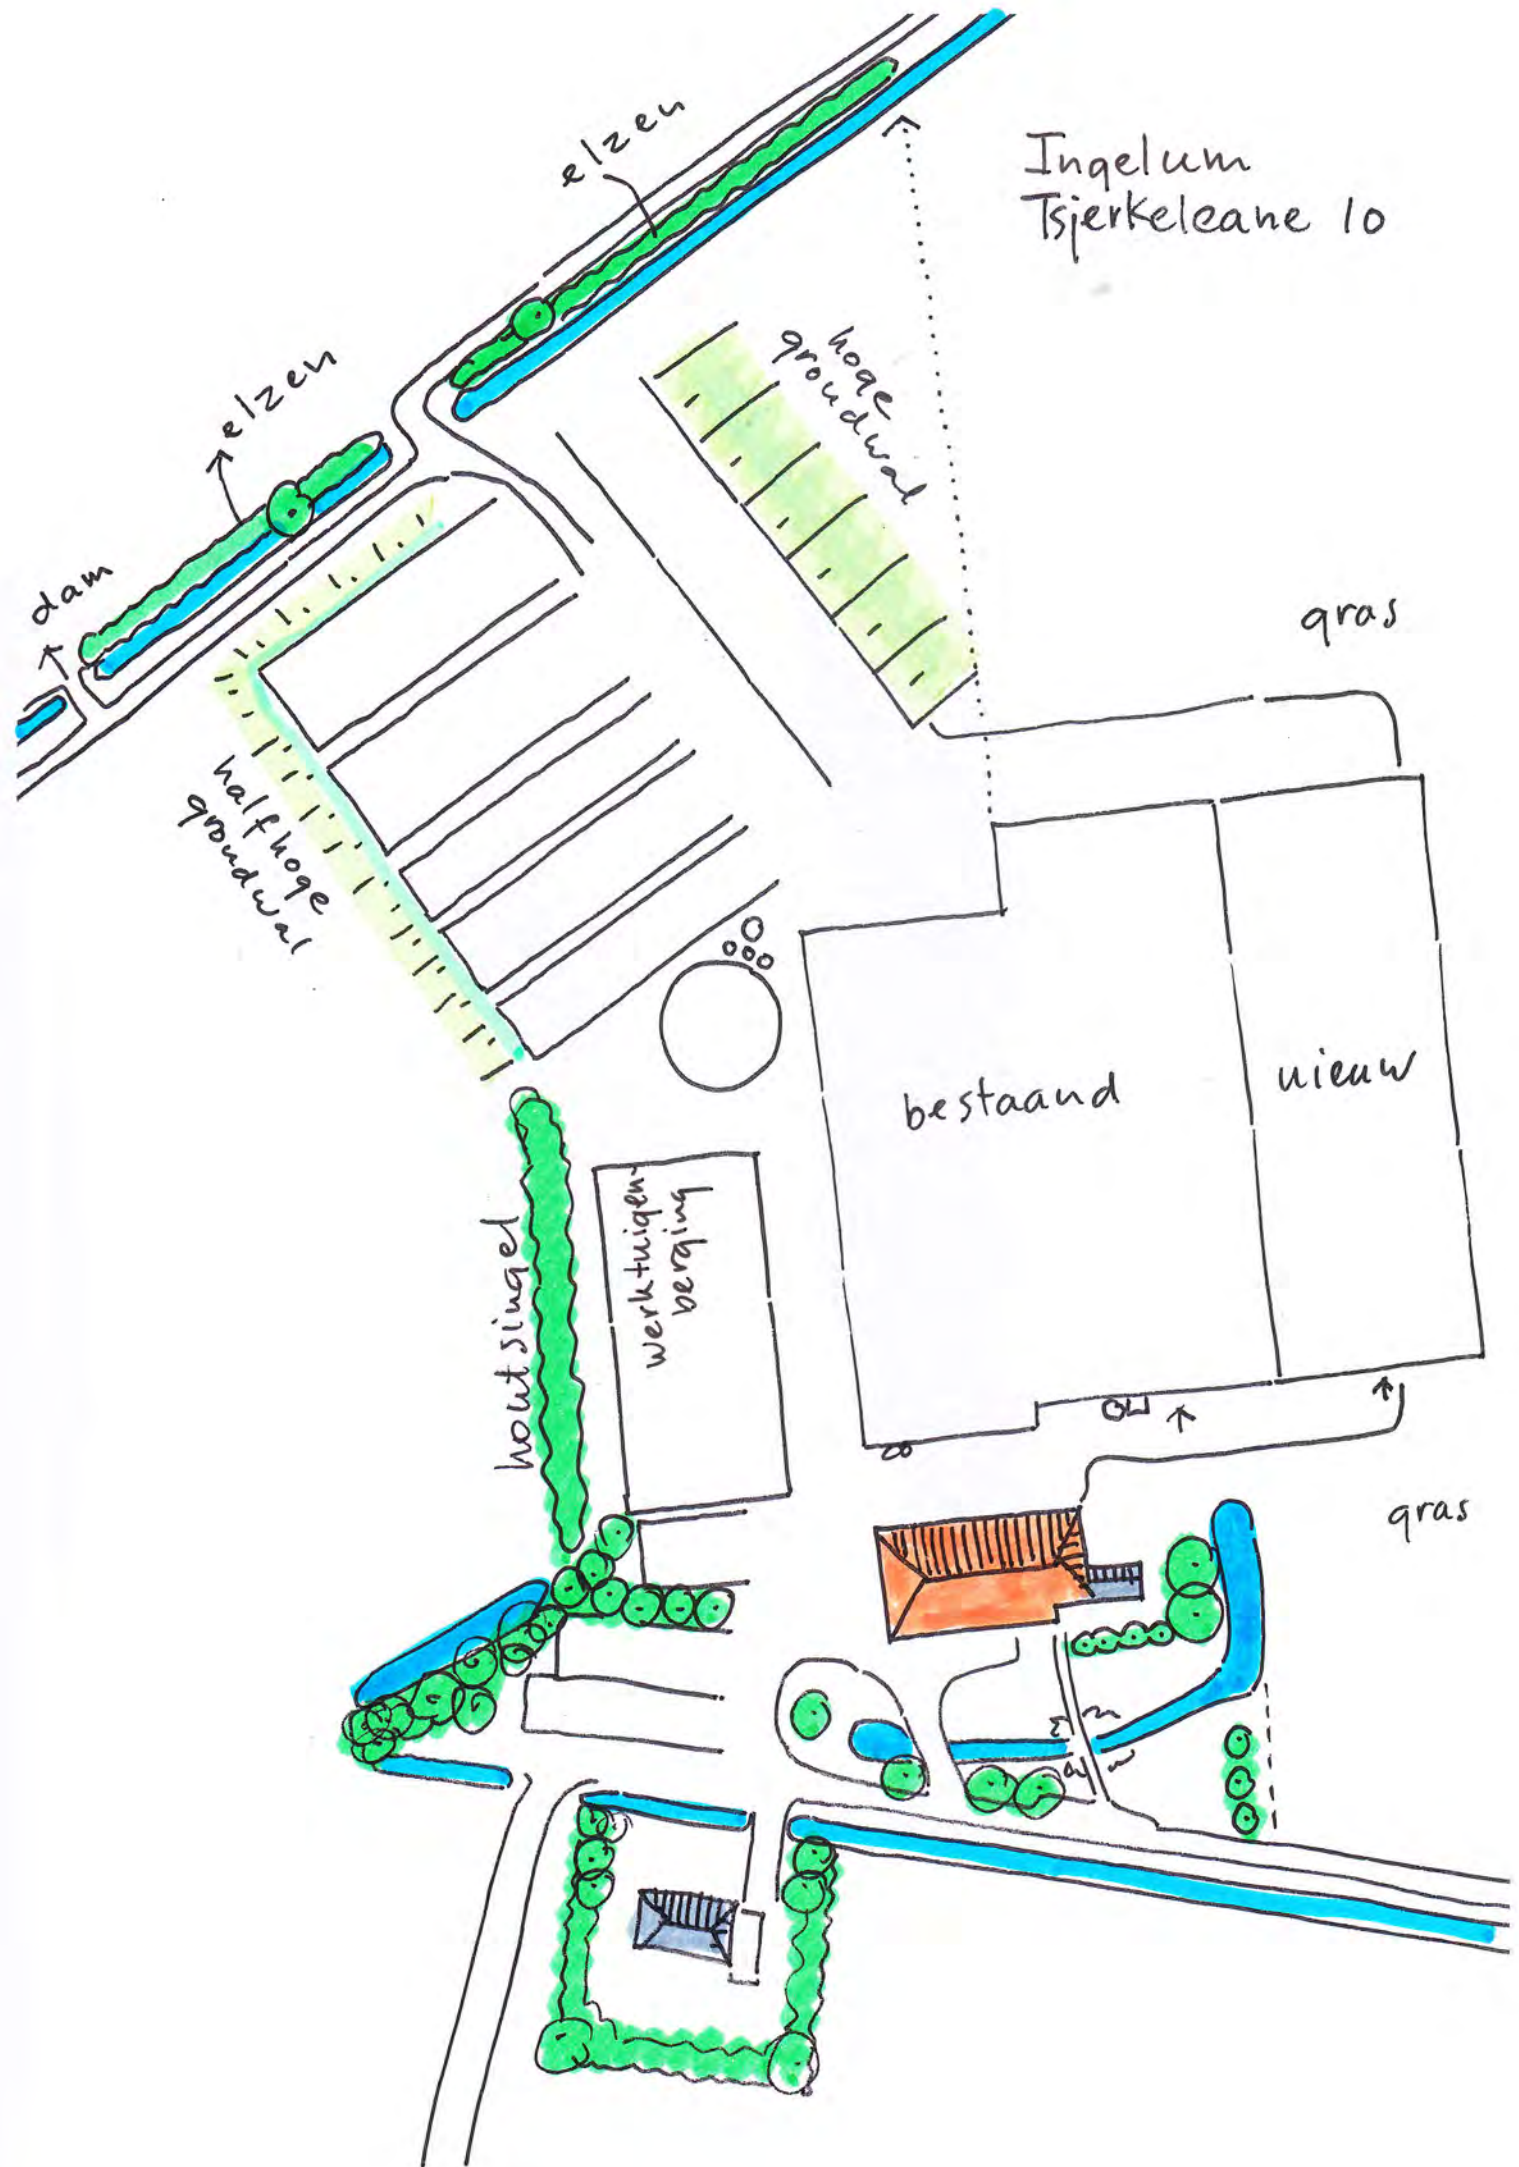 elzen
Ingelum
Tsjerkeleane 10
hoge
grondwal
elzen
dam
gras
halfhoge
grondwal
bestaand
nieuw
werktuigen-
berging
houtsingel
gras